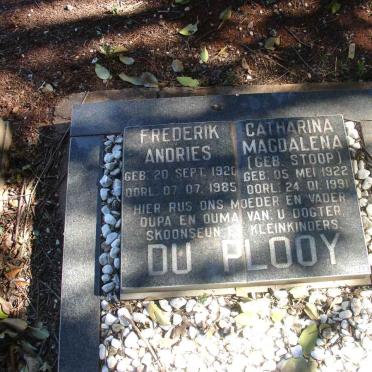 FREDERIK
ANDRIES
GEB. 20 SEPT. 1920
OORL. 07. 07. 1985
CATHARINA
MAGDALENA
(GEB. STOOP)
GEB. 05 MEI 1922
OORL. 24. 01. 1991
HIER RUS ONS MOEDER EN VADER
OUPA EN OUMA VAN U DOGTER
SKOONSEUN KLEINKINDERS.
DU PLOOY